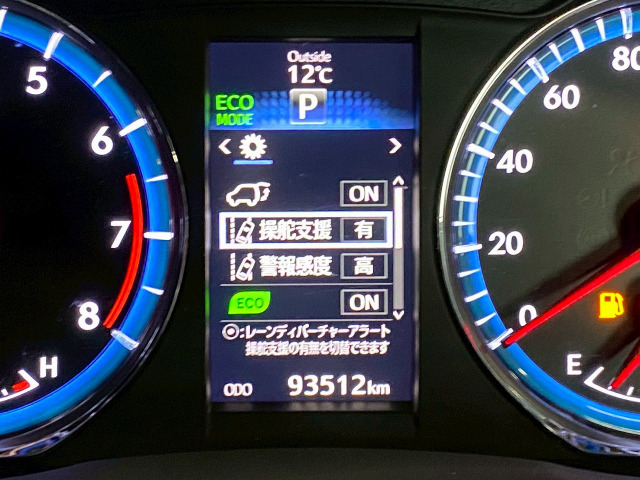 Outside
12℃
ECO
MODE
P
ON
操舵支援 有
警報感度 高
ECO ON
◎:レーンディパーチャーアラート
操舵支援の有無を切替できます
ODO 93512km
5
6
7
8
H
80
60
40
20
0
E